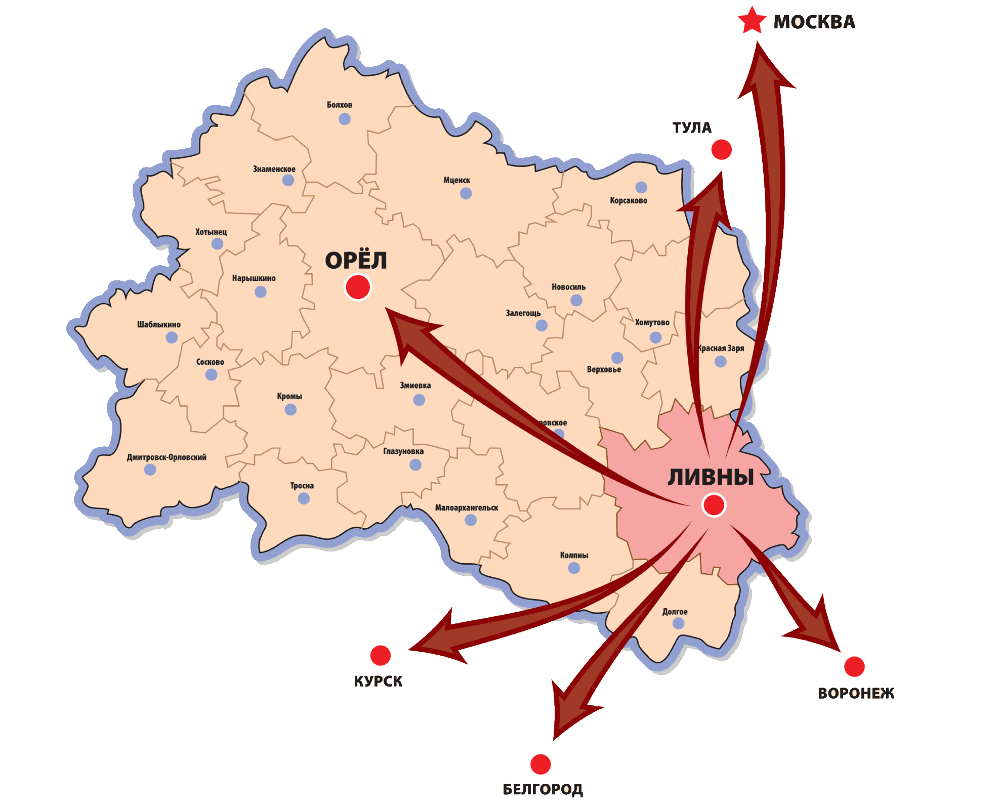 МОСКВА
Болхов
ТУЛА
Знаменское
Мценск
Корсаково
Хотынец
ОРЁЛ
Нарышкино
Новосиль
Залегощь
Хомутово
Шаблыкино
Красная Заря
Сосково
Верховье
Змиевка
Кромы
ровское
Глазуновка
Дмитровск-Орловский
ЛИВНЫ
Тросна
Малоархангельск
Колпны
Долгое
КУРСК
ВОРОНЕЖ
БЕЛГОРОД